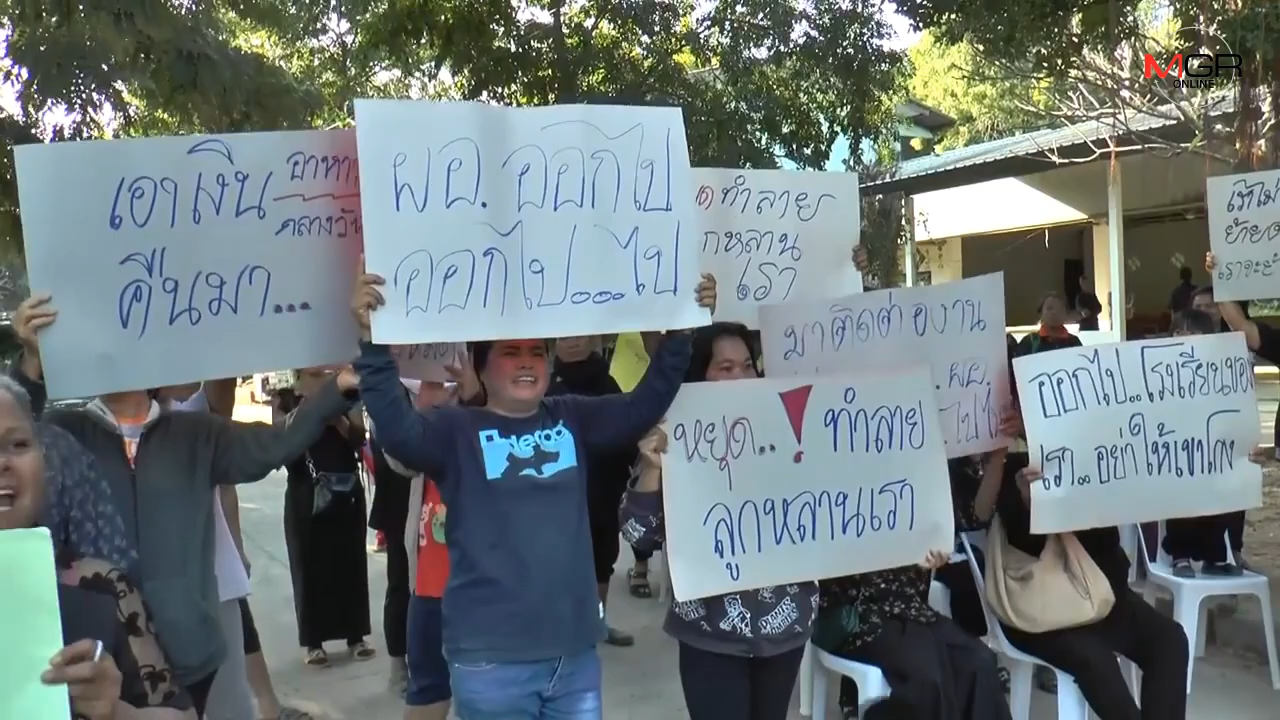 MGR
ONLINE
เอาเงิน อาหา
กลางวัน
คืนมา...
ผอ. ออกไป
ออกไป...ไป
ทำลาย
กหลาน
เรา
มาติดต่องาน
.ผอ.
หยุด..! ทำลาย
ลูกหลานเรา
ออกไป..โรงเรียนของ
เรา..อย่าให้เขาโกง
เราไม่